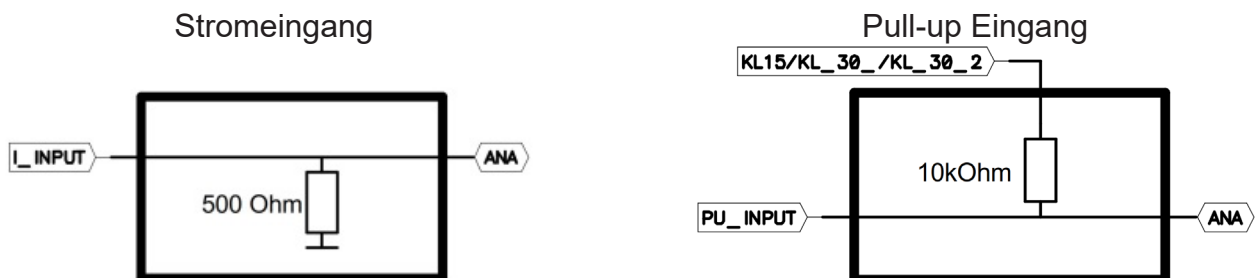 Stromeingang
I_INPUT
500 Ohm
ANA
Pull-up Eingang
KL15/KL_30_/KL_30_2
10kOhm
PU_INPUT
ANA